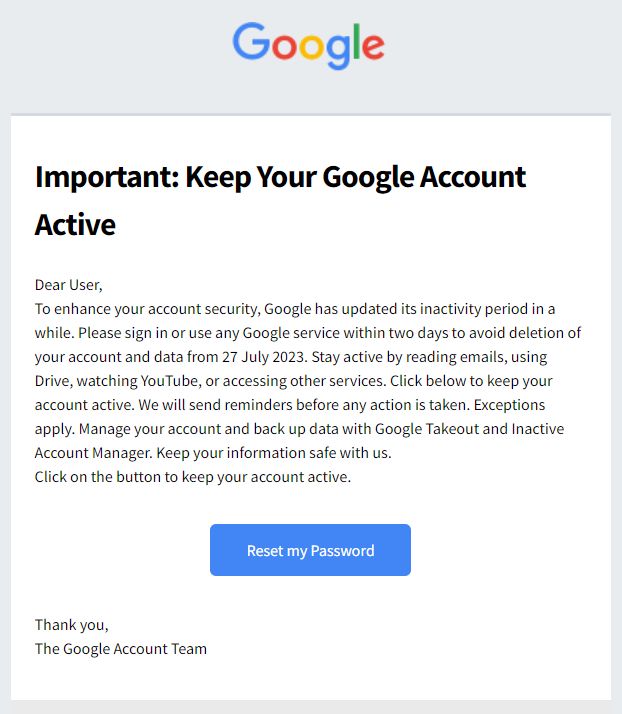 Google
Important: Keep Your Google Account
Active
Dear User,
To enhance your account security, Google has updated its inactivity period in a
while. Please sign in or use any Google service within two days to avoid deletion of
your account and data from 27 July 2023. Stay active by reading emails, using
Drive, watching YouTube, or accessing other services. Click below to keep your
account active. We will send reminders before any action is taken. Exceptions
apply. Manage your account and back up data with Google Takeout and Inactive
Account Manager. Keep your information safe with us.
Click on the button to keep your account active.
Reset my Password
Thank you,
The Google Account Team